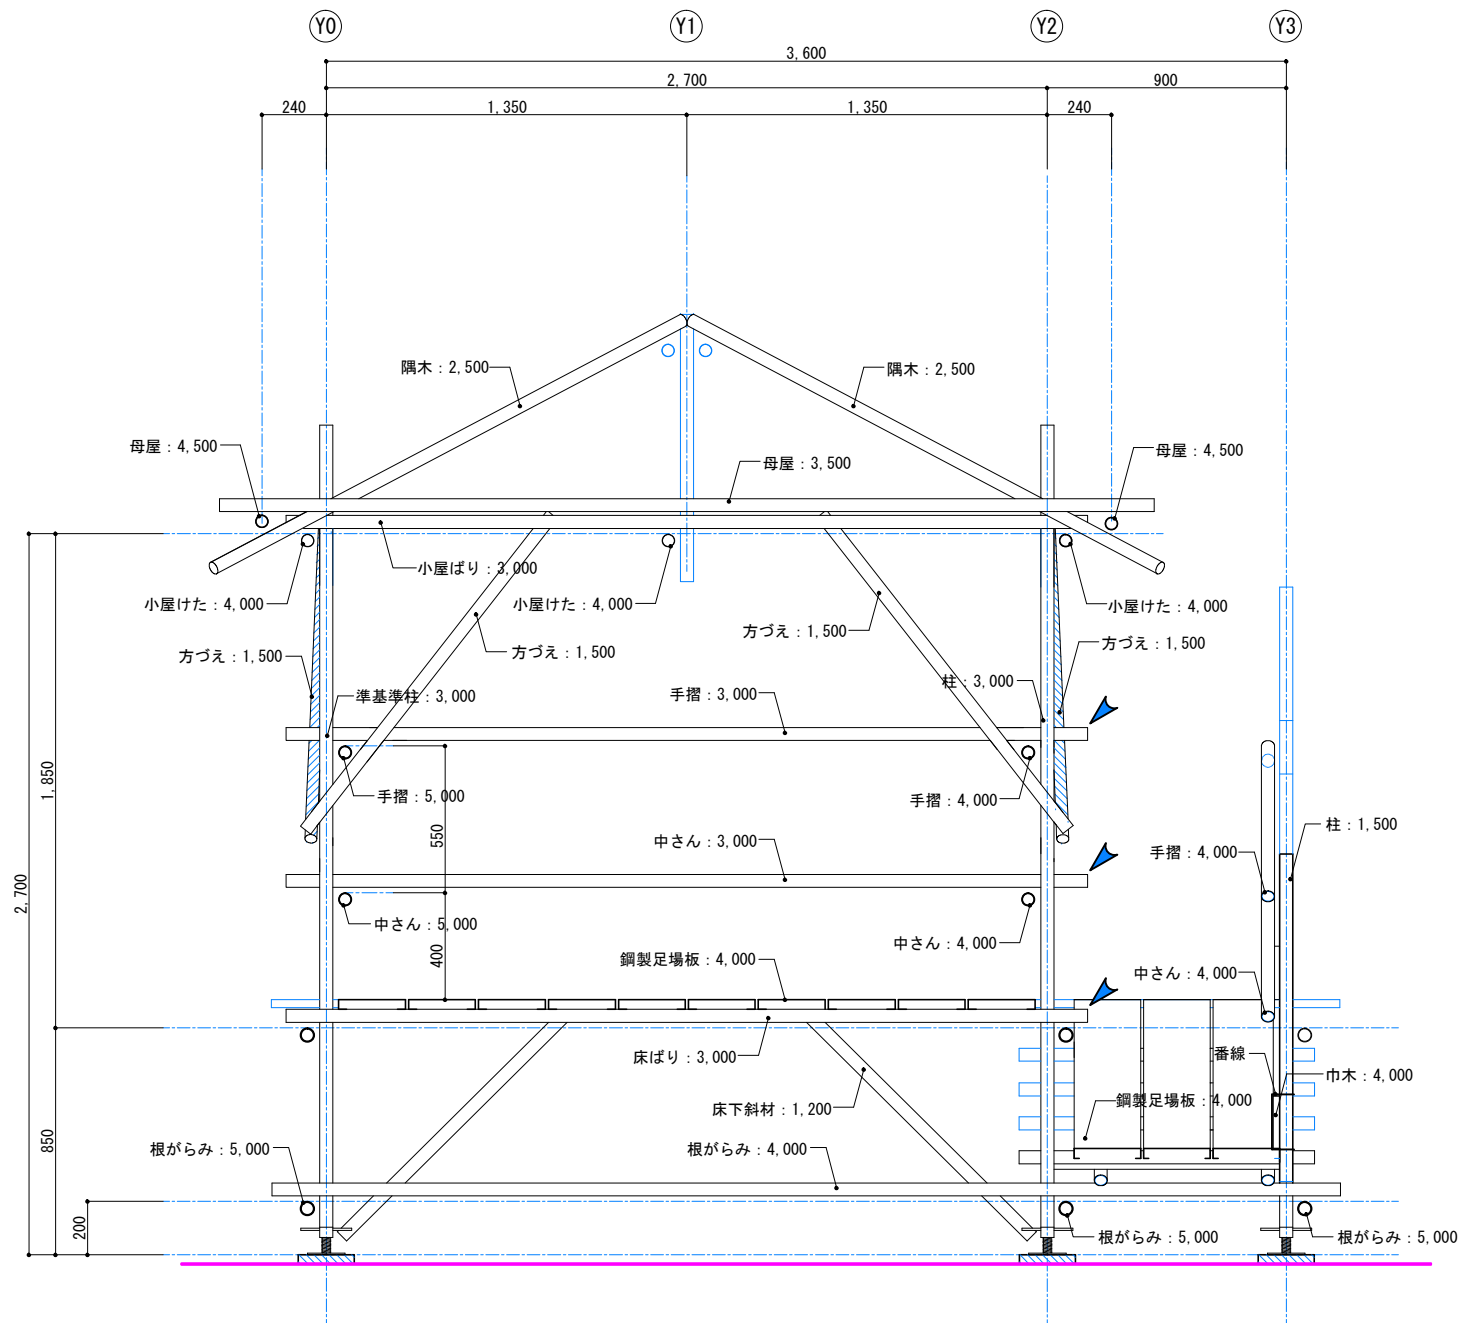 Y0 Y1 Y2 Y3
3,600
2,700 900
240 1,350 1,350 240
隅木：2,500 隅木：2,500
母屋：4,500 母屋：3,500 母屋：4,500
小屋ばり：3,000
小屋けた：4,000 小屋けた：4,000 小屋けた：4,000
方づえ：1,500 方づえ：1,500 方づえ：1,500 方づえ：1,500
準基準柱：3,000 手摺：3,000 柱：3,000
1,850
手摺：5,000 手摺：4,000
550
柱：1,500
中さん：3,000 手摺：4,000
2,700
中さん：5,000 中さん：4,000
400
鋼製足場板：4,000 中さん：4,000
床ばり：3,000 番線
巾木：4,000
床下斜材：1,200 鋼製足場板：4,000
850
根がらみ：5,000 根がらみ：4,000
200
根がらみ：5,000 根がらみ：5,000